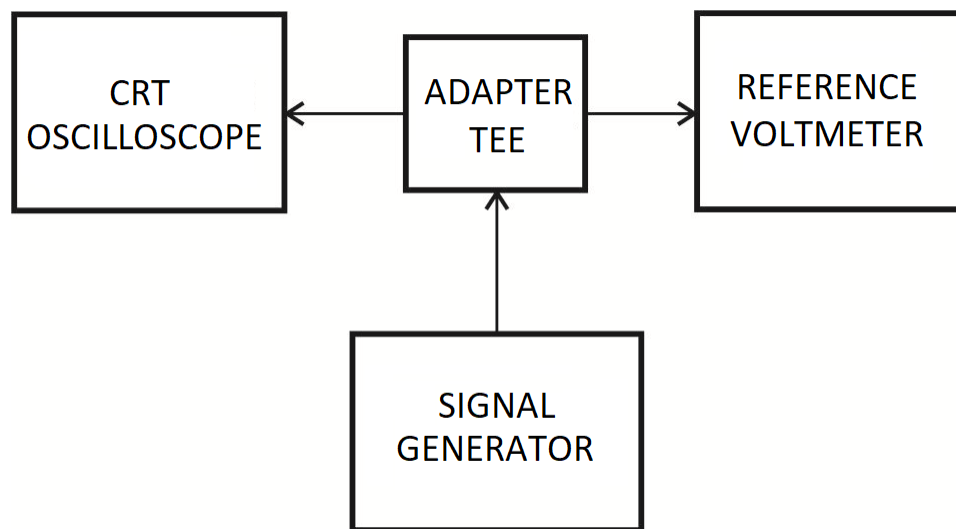 CRT
OSCILLOSCOPE
ADAPTER
TEE
REFERENCE
VOLTMETER
SIGNAL
GENERATOR